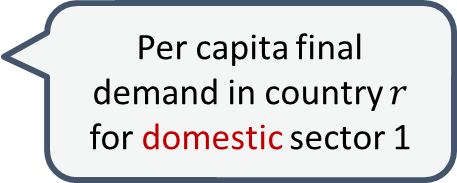 Per capita final
demand in country r
for domestic sector 1